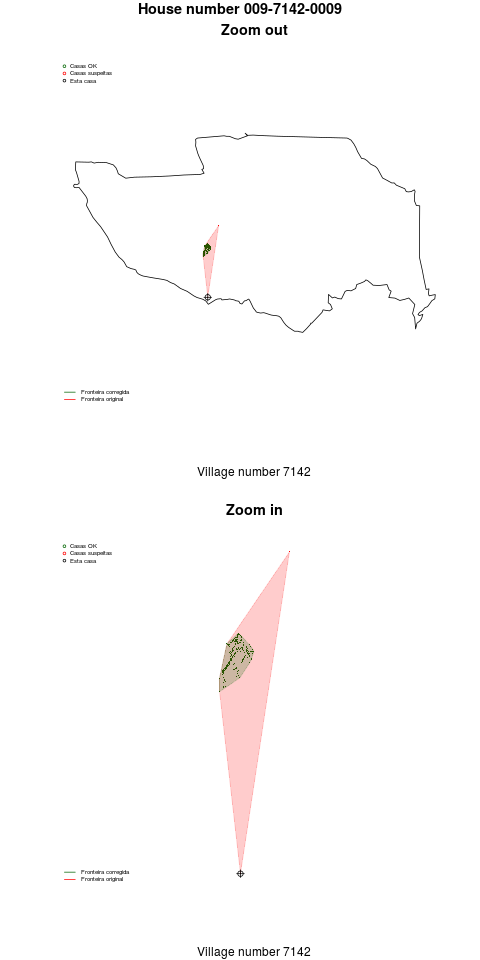 House number 009-7142-0009
Zoom out
Casas OK
Casas suspeitas
Esta casa
Fronteira corregida
Fronteira original
Village number 7142
Zoom in
Casas OK
Casas suspeitas
Esta casa
Fronteira corregida
Fronteira original
Village number 7142